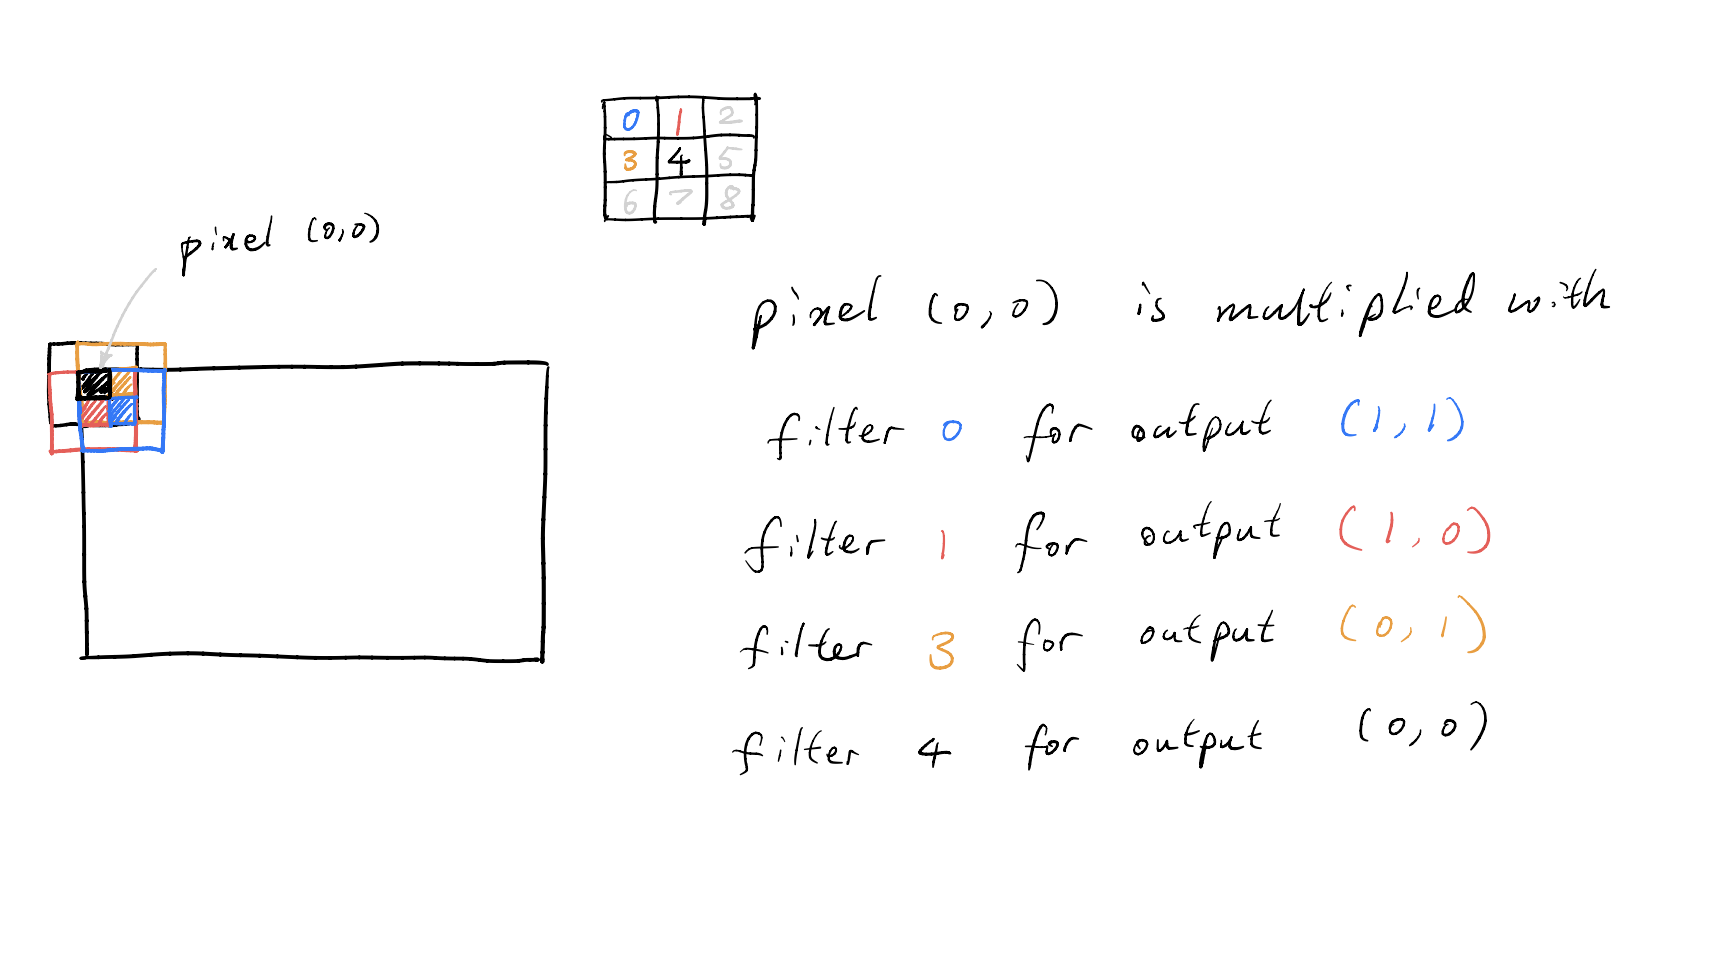 0 1 2
3 4 5
6 7 8
pixel (0,0)
pixel (0,0) is multiplied with
filter 0 for output (1,1)
filter 1 for output (1,0)
filter 3 for output (0,1)
filter 4 for output (0,0)